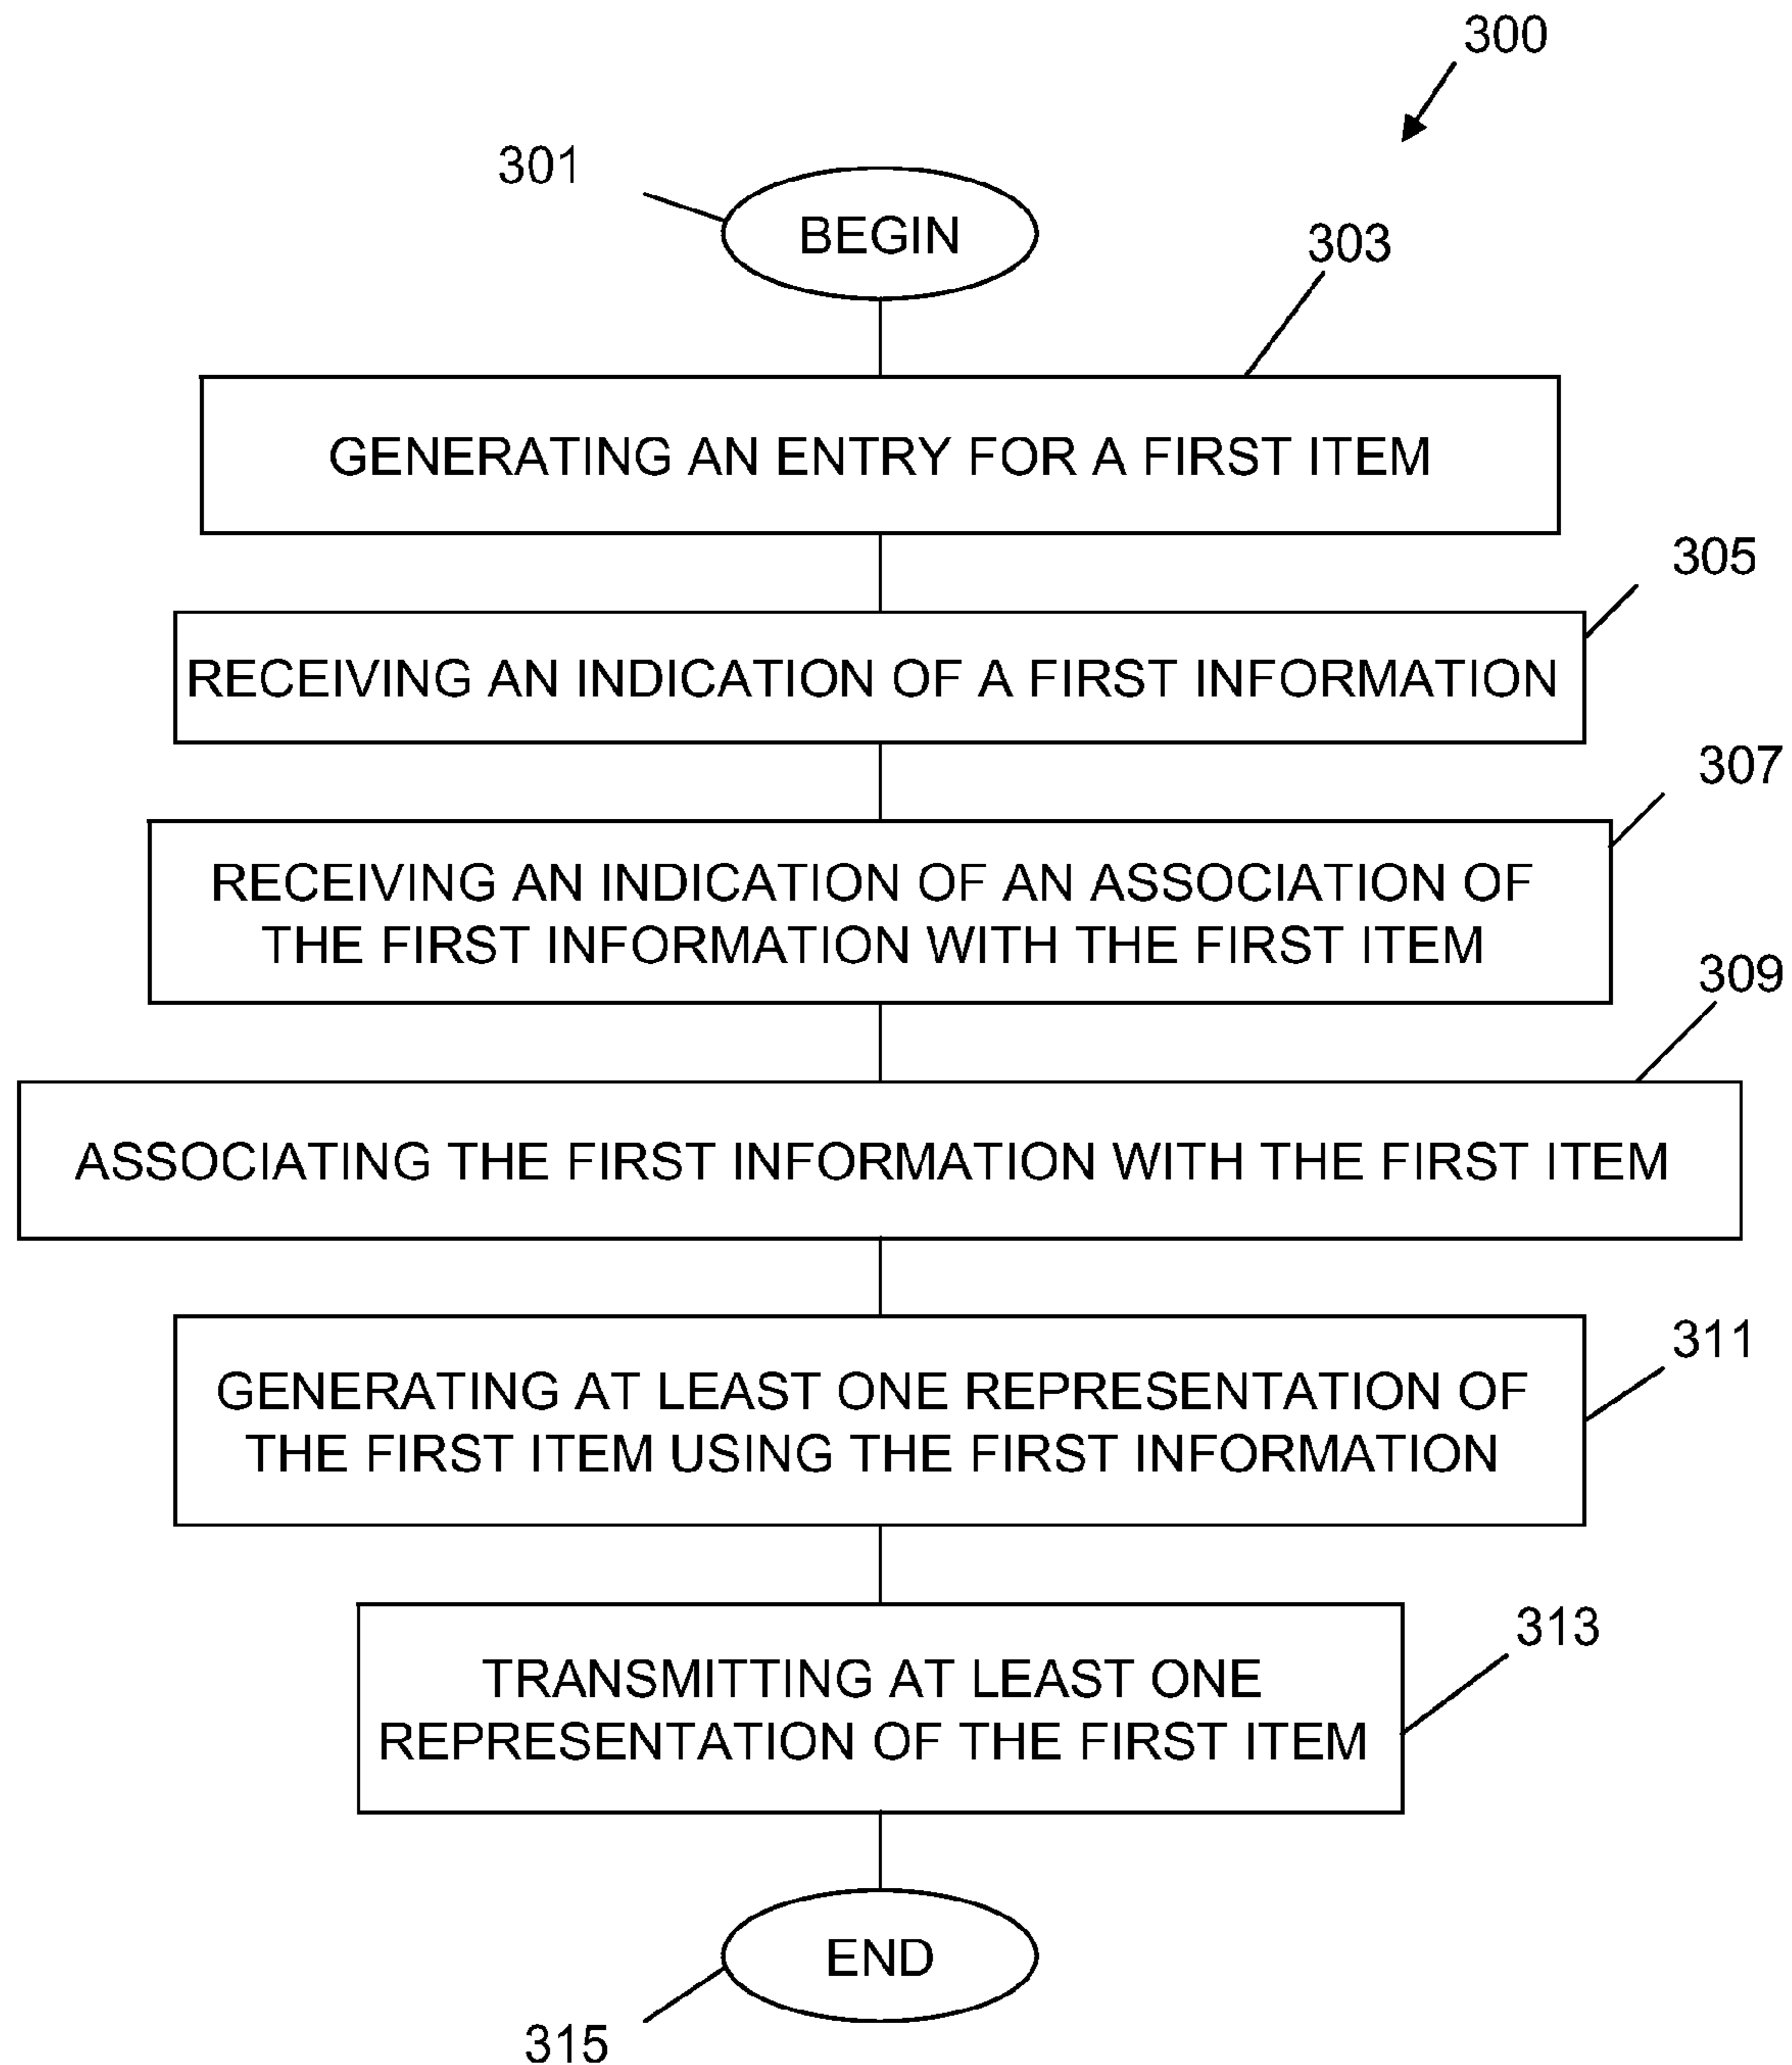 300
301
BEGIN
303
GENERATING AN ENTRY FOR A FIRST ITEM
305
RECEIVING AN INDICATION OF A FIRST INFORMATION
307
RECEIVING AN INDICATION OF AN ASSOCIATION OF
THE FIRST INFORMATION WITH THE FIRST ITEM
309
ASSOCIATING THE FIRST INFORMATION WITH THE FIRST ITEM
311
GENERATING AT LEAST ONE REPRESENTATION OF
THE FIRST ITEM USING THE FIRST INFORMATION
313
TRANSMITTING AT LEAST ONE
REPRESENTATION OF THE FIRST ITEM
END
315